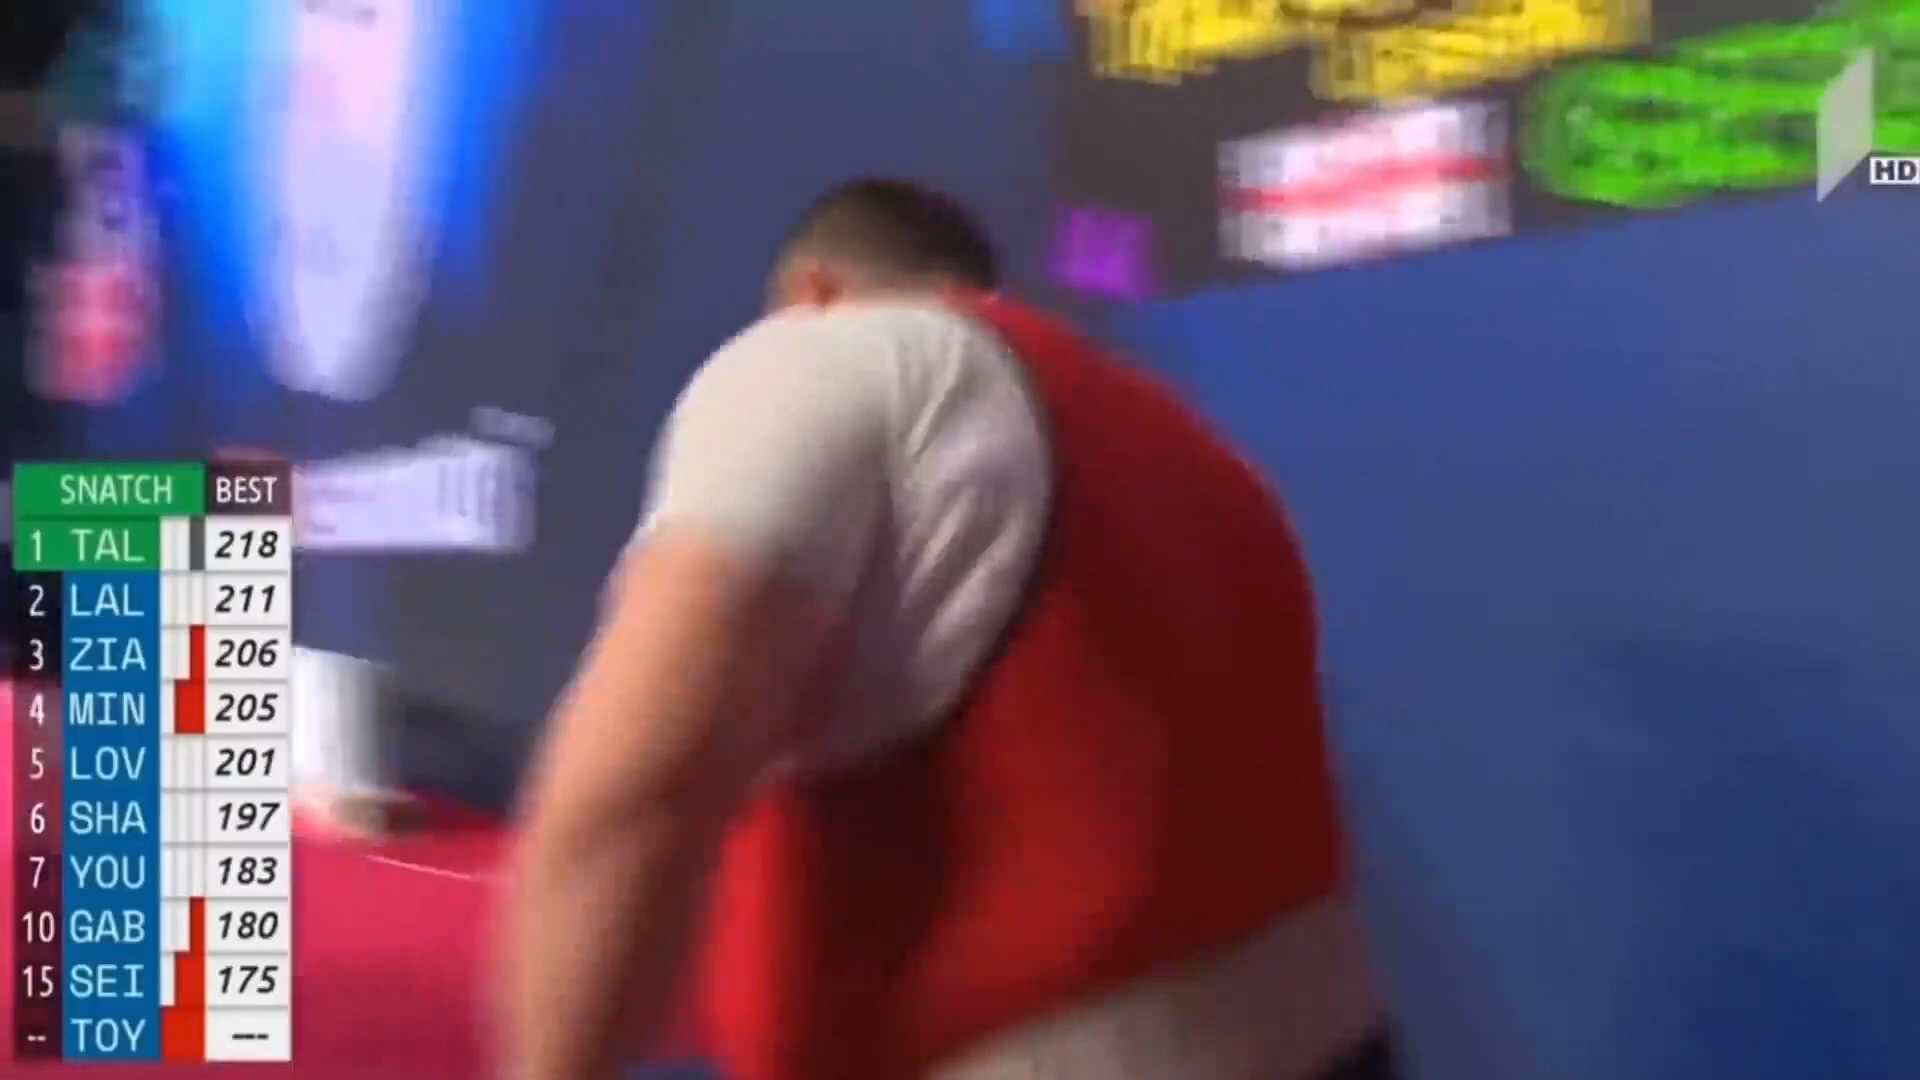 HD
SNATCH BEST
1 TAL 218
2 LAL 211
3 ZIA 206
4 MIN 205
5 LOV 201
6 SHA 197
7 YOU 183
10 GAB 180
15 SEI 175
-- TOY ---